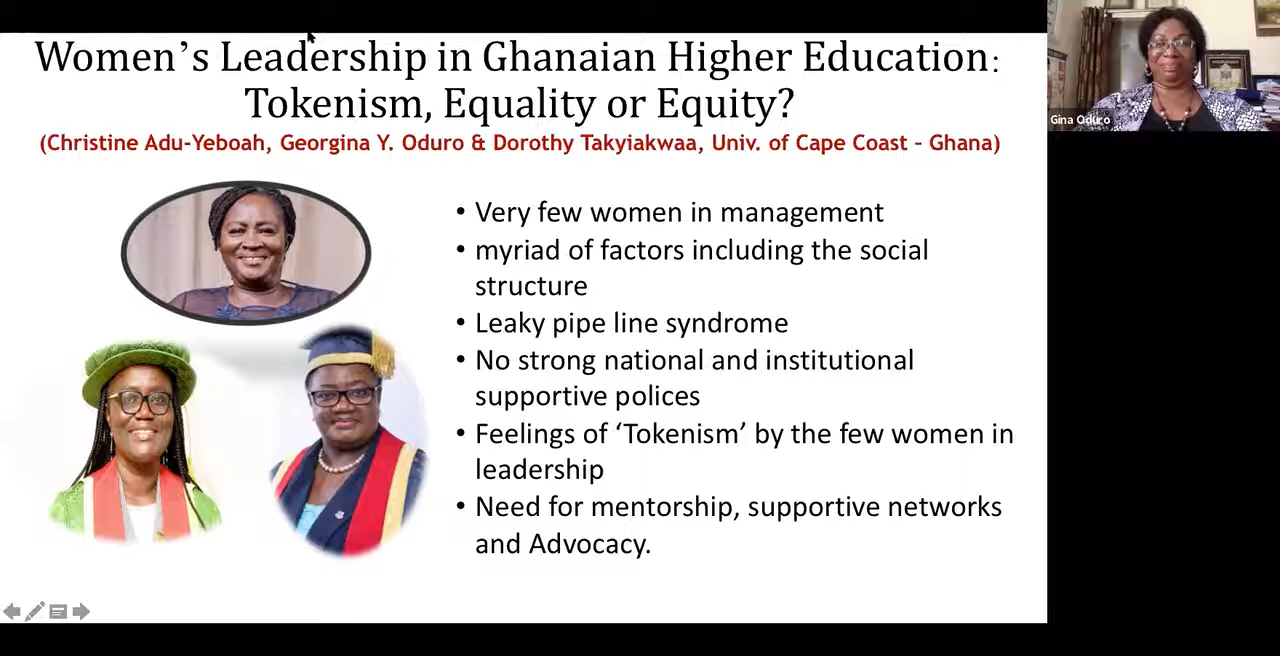 Women's Leadership in Ghanaian Higher Education:
Tokenism, Equality or Equity?
(Christine Adu-Yeboah, Georgina Y. Oduro & Dorothy Takyiakwaa, Univ. of Cape Coast - Ghana)
Gina Oduro
• Very few women in management
• myriad of factors including the social
structure
• Leaky pipe line syndrome
• No strong national and institutional
supportive polices
• Feelings of ‘Tokenism’ by the few women in
leadership
• Need for mentorship, supportive networks
and Advocacy.